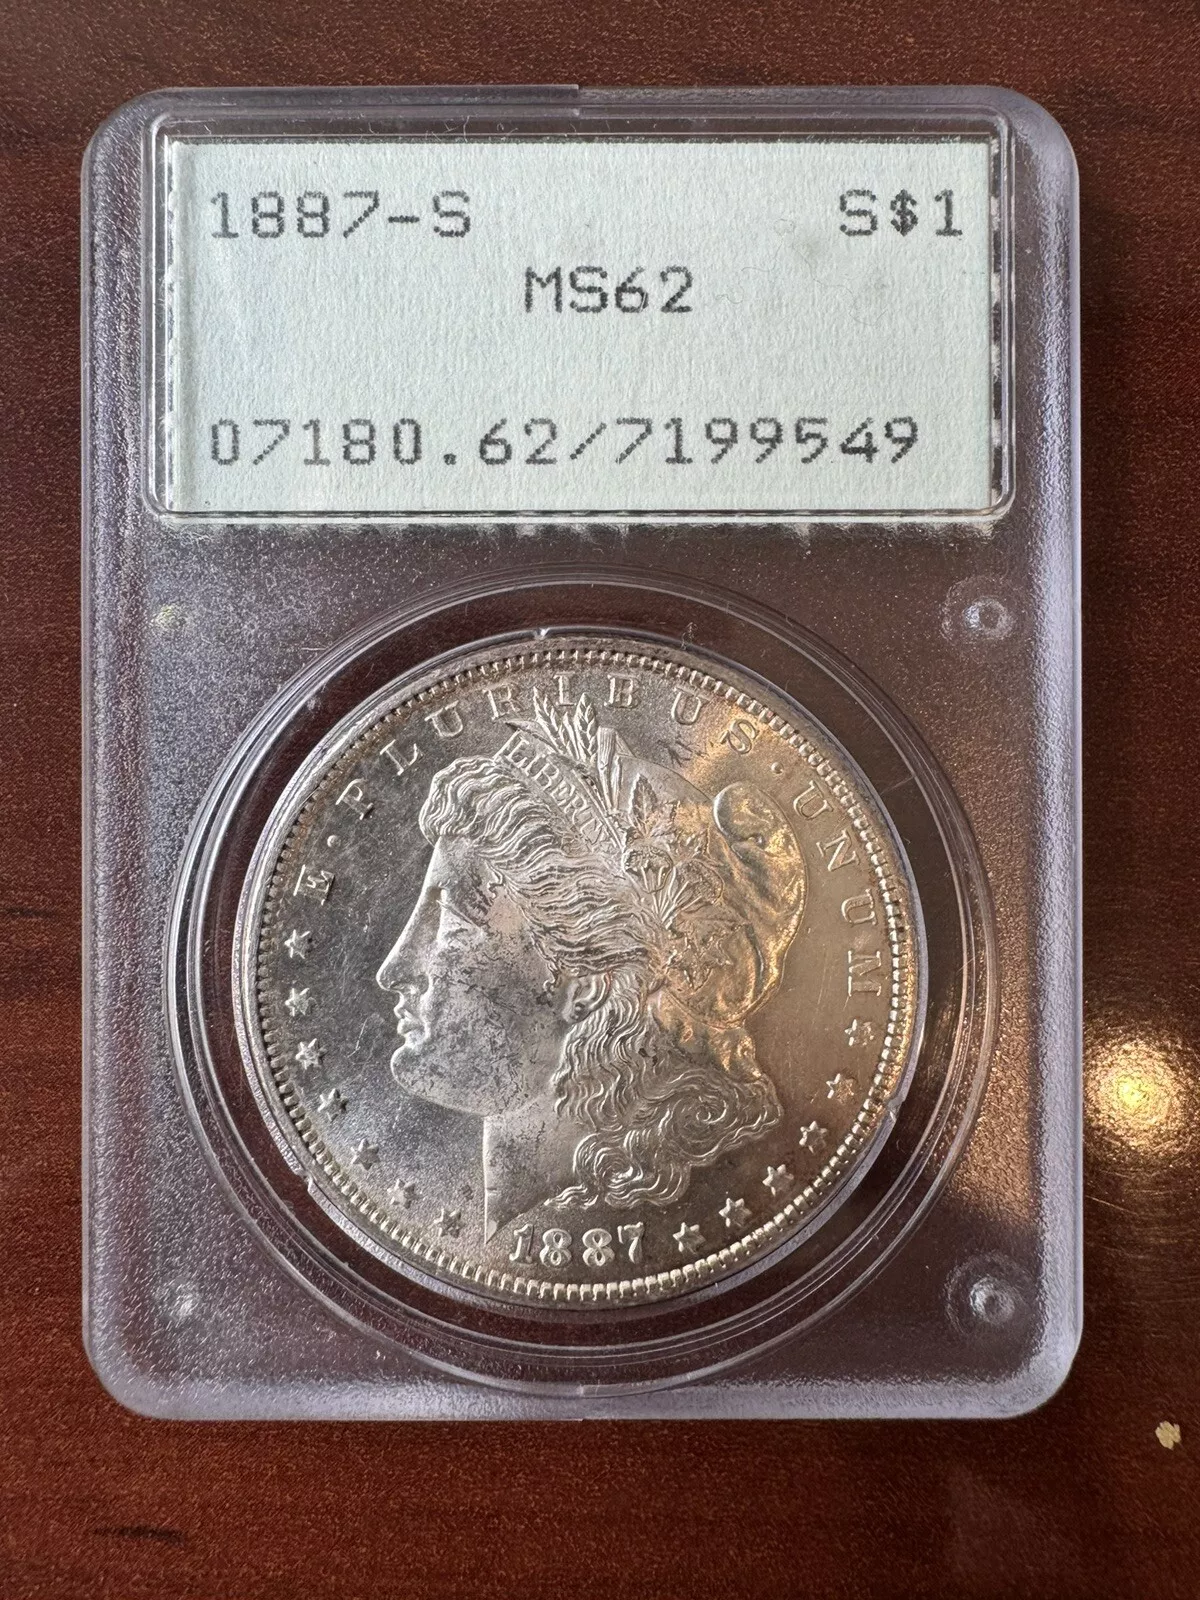 1887-S S$1
MS62
07180.62/7199549
E·PLURIBUS·UNUM
LIBERTY
1887